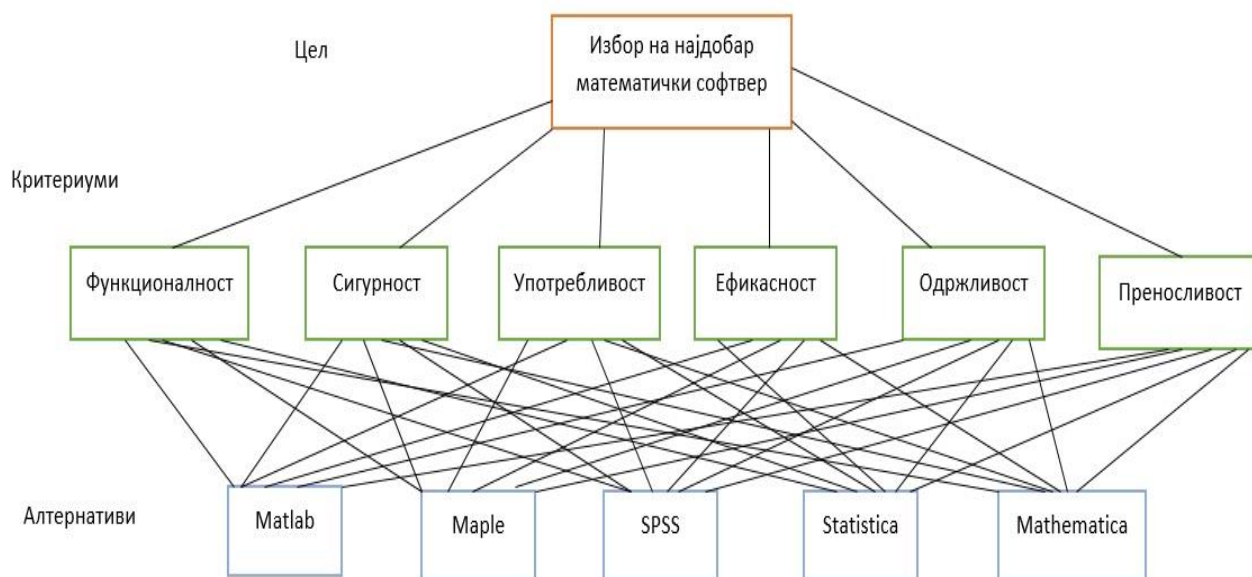 Цел
Избор на најдобар
математички софтвер
Критериуми
Функционалност
Сигурност
Употребливост
Ефикасност
Одржливост
Преносливост
Алтернативи
Matlab
Maple
SPSS
Statistica
Mathematica